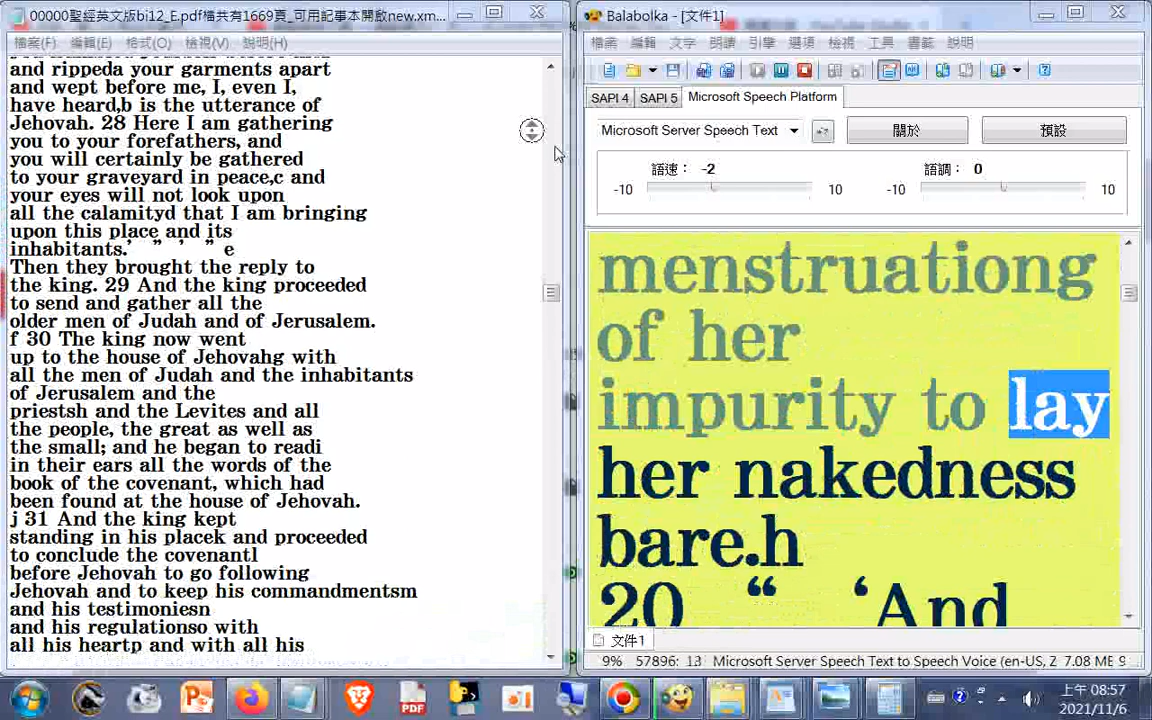 00000聖經英文版bi12_E.pdf檔共有1669頁_可用記事本開啟new.xm...
檔案(F) 編輯(E) 格式(O) 檢視(V) 說明(H)
and rippeda your garments apart
and wept before me, I, even I,
have heard,b is the utterance of
Jehovah. 28 Here I am gathering
you to your forefathers, and
you will certainly be gathered
to your graveyard in peace,c and
your eyes will not look upon
all the calamityd that I am bringing
upon this place and its
inhabitants.’ ” ’ ” e
Then they brought the reply to
the king. 29 And the king proceeded
to send and gather all the
older men of Judah and of Jerusalem.
f 30 The king now went
up to the house of Jehovahg with
all the men of Judah and the inhabitants
of Jerusalem and the
priestsh and the Levites and all
the people, the great as well as
the small; and he began to readi
in their ears all the words of the
book of the covenant, which had
been found at the house of Jehovah.
j 31 And the king kept
standing in his placek and proceeded
to conclude the covenantl
before Jehovah to go following
Jehovah and to keep his commandmentsm
and his testimoniesn
and his regulationso with
all his heartp and with all his
Balabolka - [文件1]
檔案 編輯 文字 朗讀 引擎 選項 檢視 工具 書籤 說明
SAPI 4 SAPI 5 Microsoft Speech Platform
Microsoft Server Speech Text 關於 預設
語速： -2 語調： 0
-10 10 -10 10
menstruationg
of her
impurity to lay
her nakedness
bare.h
20 “ ‘And
文件1
9% 57896: 13 Microsoft Server Speech Text to Speech Voice (en-US, Z 7.08 MB 9
上午 08:57
2021/11/6